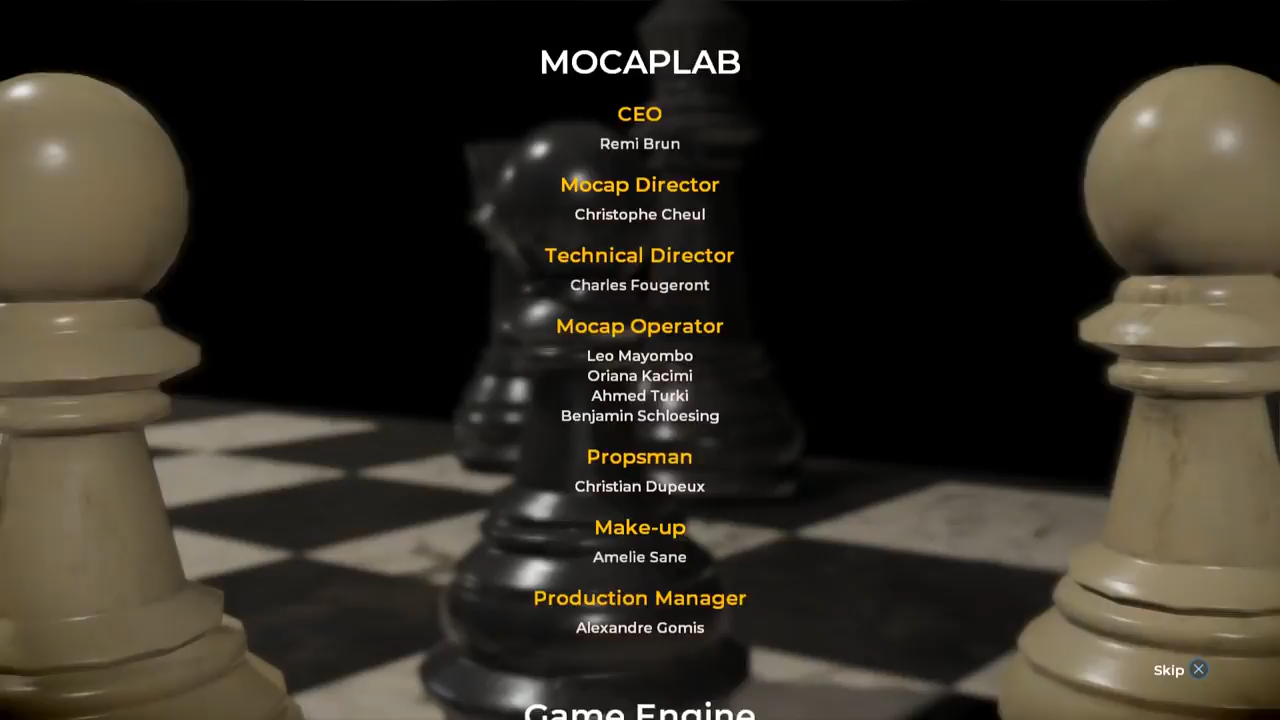 MOCAPLAB
CEO
Remi Brun
Mocap Director
Christophe Cheul
Technical Director
Charles Fougeront
Mocap Operator
Leo Mayombo
Oriana Kacimi
Ahmed Turki
Benjamin Schloesing
Propsman
Christian Dupeux
Make-up
Amelie Sane
Production Manager
Alexandre Gomis
Skip
Game Engine